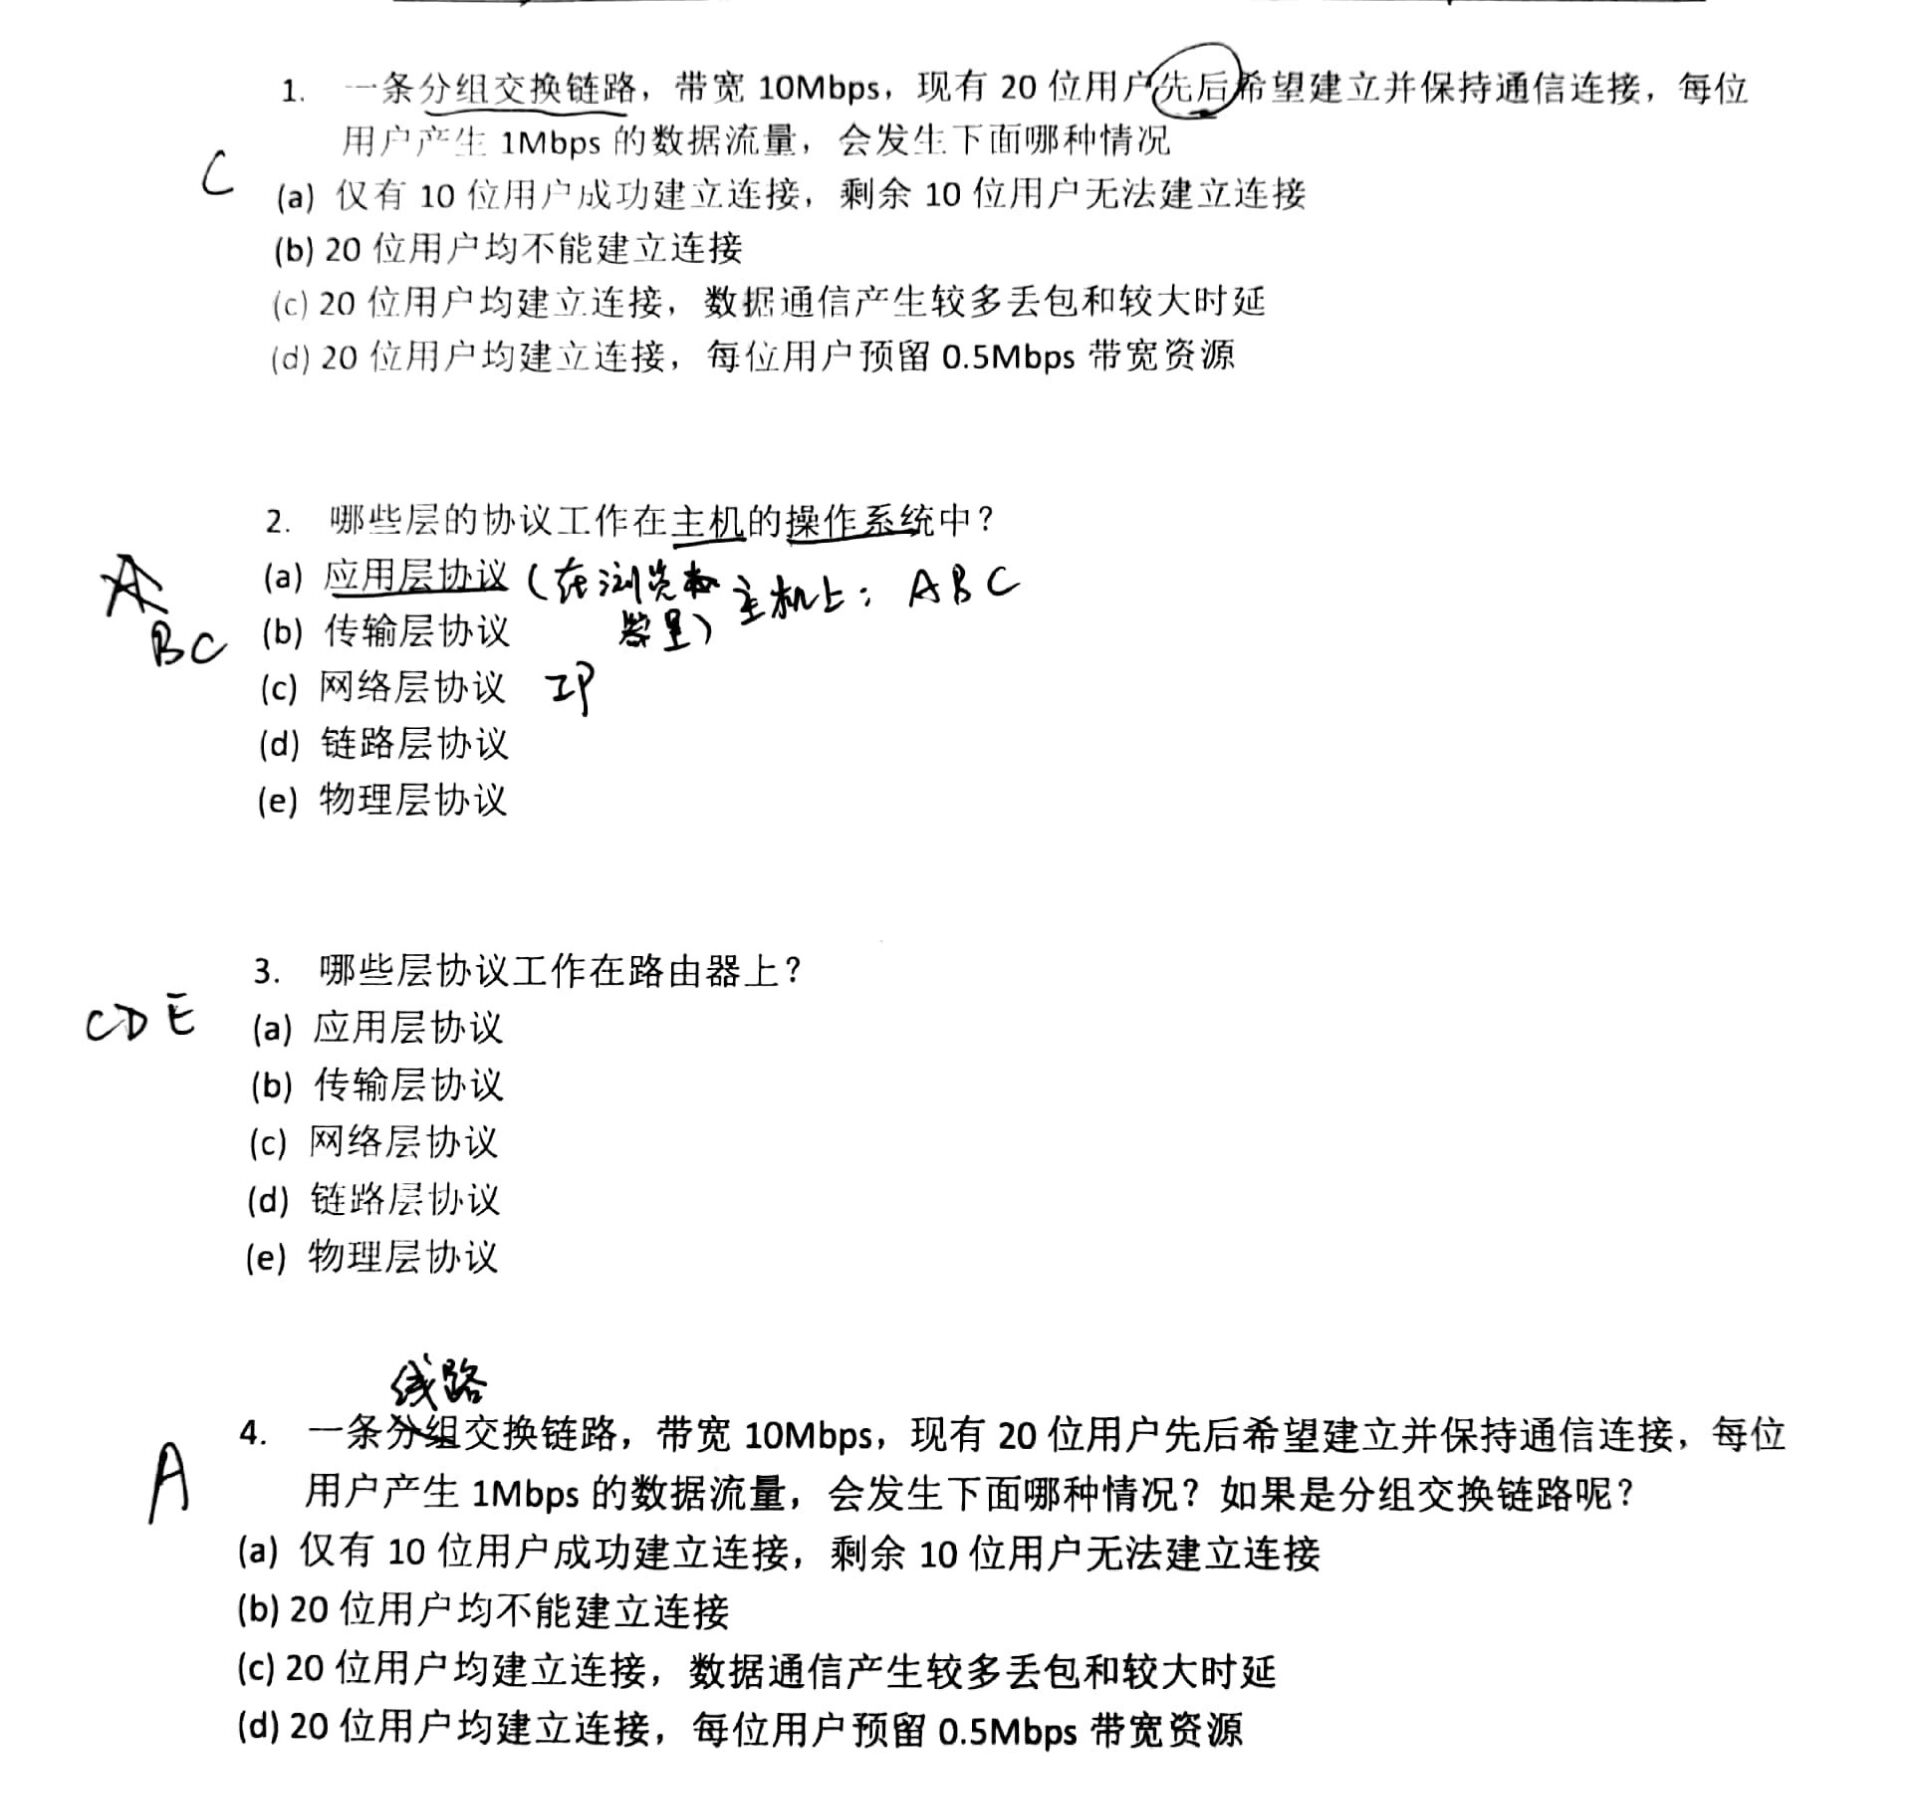 1. 一条分组交换链路，带宽 10Mbps，现有 20 位用户先后希望建立并保持通信连接，每位
用户产生 1Mbps 的数据流量，会发生下面哪种情况
C
(a) 仅有 10 位用户成功建立连接，剩余 10 位用户无法建立连接
(b) 20 位用户均不能建立连接
(c) 20 位用户均建立连接，数据通信产生较多丢包和较大时延
(d) 20 位用户均建立连接，每位用户预留 0.5Mbps 带宽资源
2. 哪些层的协议工作在主机的操作系统中？
A
(a) 应用层协议 (在浏览 主机上：ABC
BC
(b) 传输层协议 器里)
(c) 网络层协议 IP
(d) 链路层协议
(e) 物理层协议
3. 哪些层协议工作在路由器上？
CDE
(a) 应用层协议
(b) 传输层协议
(c) 网络层协议
(d) 链路层协议
(e) 物理层协议
线路
4. 一条分组交换链路，带宽 10Mbps，现有 20 位用户先后希望建立并保持通信连接，每位
A
用户产生 1Mbps 的数据流量，会发生下面哪种情况？如果是分组交换链路呢？
(a) 仅有 10 位用户成功建立连接，剩余 10 位用户无法建立连接
(b) 20 位用户均不能建立连接
(c) 20 位用户均建立连接，数据通信产生较多丢包和较大时延
(d) 20 位用户均建立连接，每位用户预留 0.5Mbps 带宽资源